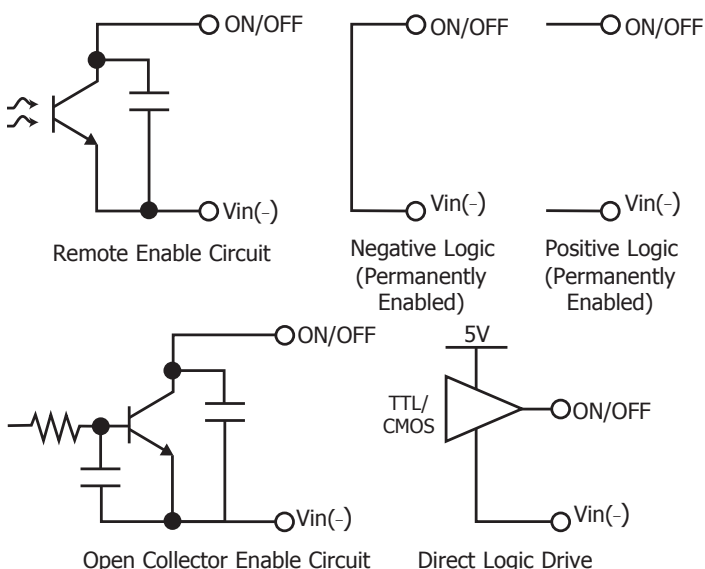 ON/OFF
Vin(–)
Remote Enable Circuit
ON/OFF
Vin(–)
Negative Logic
(Permanently
Enabled)
ON/OFF
Vin(–)
Positive Logic
(Permanently
Enabled)
ON/OFF
Vin(–)
Open Collector Enable Circuit
5V
TTL/
CMOS
ON/OFF
Vin(–)
Direct Logic Drive